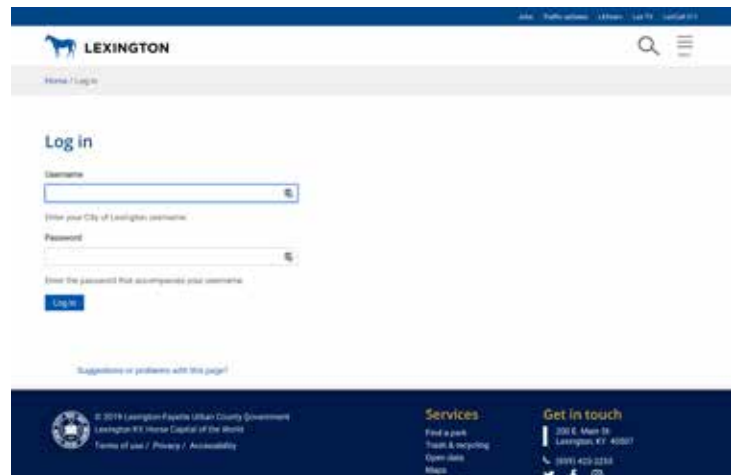 Jobs Traffic updates LEXserv Lex TV LexCall 311
LEXINGTON
Home / Log in
Log in
Username
Enter your City of Lexington username.
Password
Enter the password that accompanies your username.
Log in
Suggestions or problems with this page?
© 2019 Lexington-Fayette Urban County Government
Lexington KY: Horse Capital of the World
Terms of use / Privacy / Accessibility
Services
Find a park
Trash & recycling
Open data
Maps
Get in touch
200 E. Main St.
Lexington, KY 40507